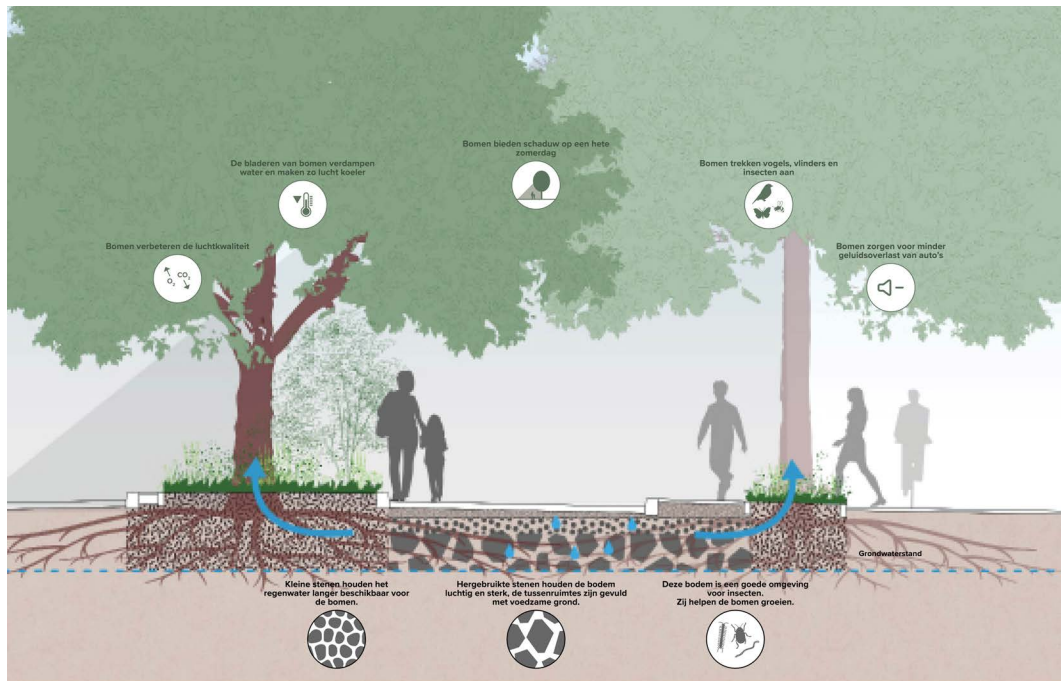 Bomen bieden schaduw op een hete
zomerdag
De bladeren van bomen verdampen
water en maken zo lucht koeler
Bomen trekken vogels, vlinders en
insecten aan
Bomen verbeteren de luchtkwaliteit
Bomen zorgen voor minder
geluidsoverlast van auto's
O₂
CO₂
Grondwaterstand
Kleine stenen houden het
regenwater langer beschikbaar voor
de bomen.
Hergebruikte stenen houden de bodem
luchtig en sterk, de tussenruimtes zijn gevuld
met voedzame grond.
Deze bodem is een goede omgeving
voor insecten.
Zij helpen de bomen groeien.